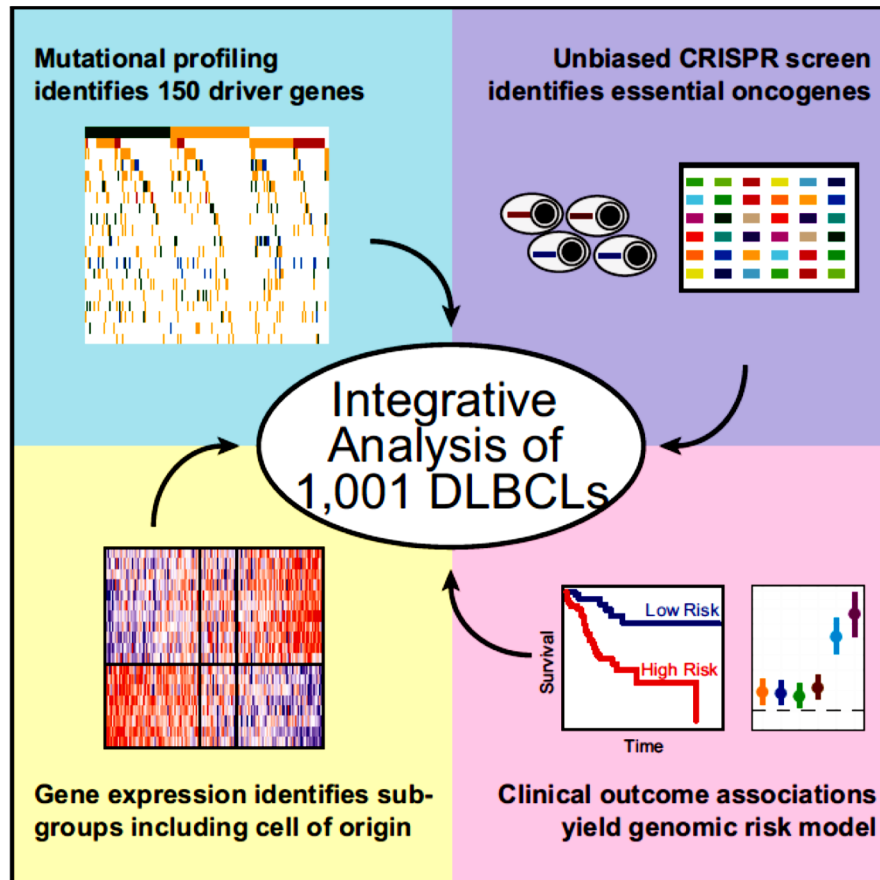 Mutational profiling
identifies 150 driver genes
Unbiased CRISPR screen
identifies essential oncogenes
Integrative
Analysis of
1,001 DLBCLs
Low Risk
High Risk
Survival
Time
Gene expression identifies sub-
groups including cell of origin
Clinical outcome associations
yield genomic risk model